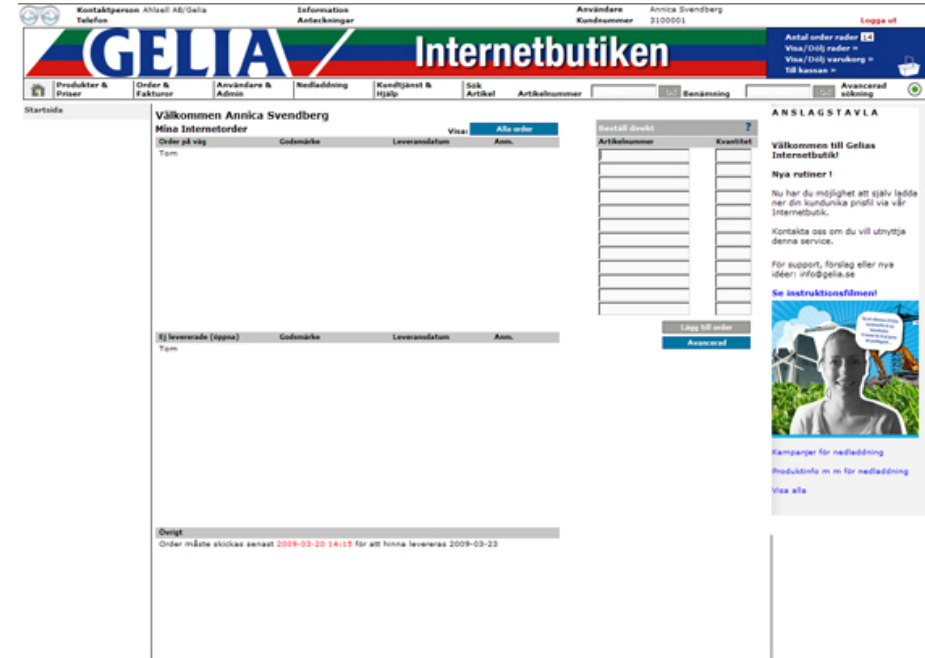 Kontaktperson Ahlsell AB/Gelia
Telefon
Information
Anteckningar
Användare Annica Svendberg
Kundnummer 3100001
Logga ut
GELIA
Internetbutiken
Antal order rader 14
Visa/Dölj rader »
Visa/Dölj varukorg »
Till kassan »
Produkter & Priser
Order & Fakturor
Användare & Admin
Nedladdning
Kundtjänst & Hjälp
Sök Artikel
Artikelnummer
Benämning
Avancerad sökning
Startsida
Välkommen Annica Svendberg
Mina Internetorder
Visa: Alla order
Order på väg Godsmärke Leveransdatum Anm.
Tom
Ej levererade (öppna) Godsmärke Leveransdatum Anm.
Tom
Övrigt
Order måste skickas senast 2009-03-20 14:15 för att hinna levereras 2009-03-23
Beställ direkt ?
Artikelnummer Kvantitet
Lägg till order
Avancerad
ANSLAGSTAVLA
Välkommen till Gelias
Internetbutik!
Nya rutiner !
Nu har du möjlighet att själv ladda
ner din kundunika prisfil via vår
Internetbutik.
Kontakta oss om du vill utnyttja
denna service.
För support, förslag eller nya
idéer: info@gelia.se
Se instruktionsfilmen!
Kampanjer för nedladdning
Produktinfo m m för nedladdning
Visa alla